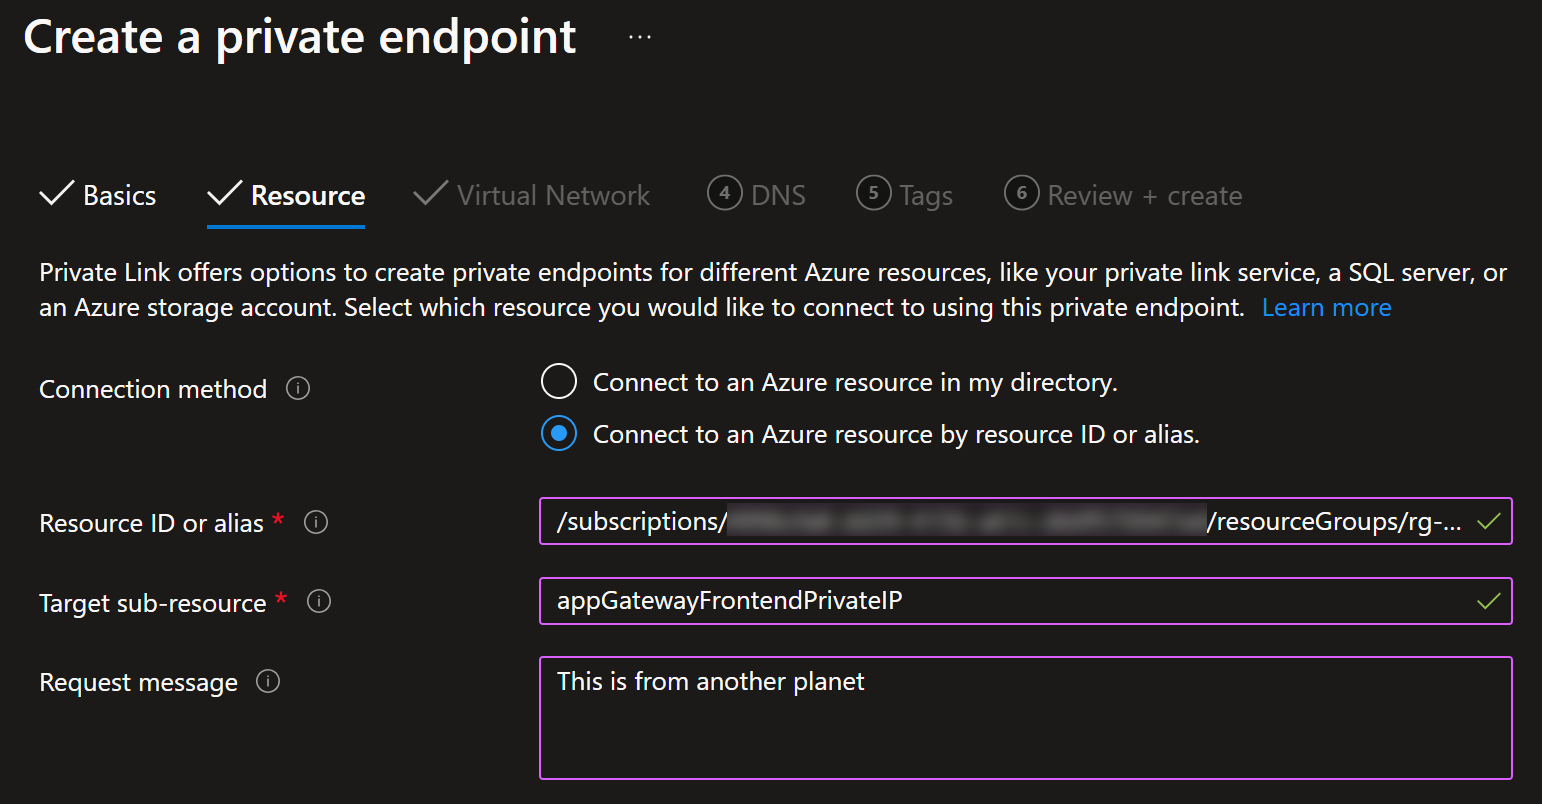 Create a private endpoint ...
Basics Resource Virtual Network 4 DNS 5 Tags 6 Review + create
Private Link offers options to create private endpoints for different Azure resources, like your private link service, a SQL server, or
an Azure storage account. Select which resource you would like to connect to using this private endpoint. Learn more
Connection method
Connect to an Azure resource in my directory.
Connect to an Azure resource by resource ID or alias.
Resource ID or alias * /subscriptions/ /resourceGroups/rg-...
Target sub-resource * appGatewayFrontendPrivateIP
Request message This is from another planet